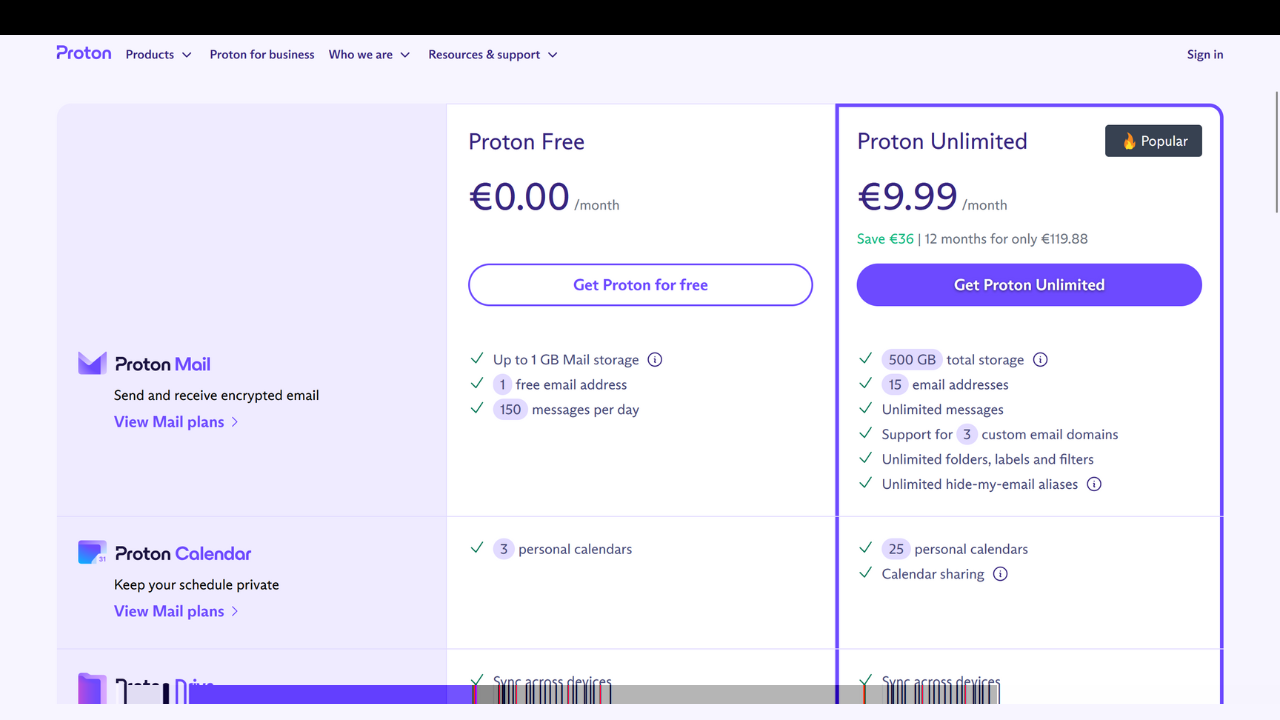 Proton Products Proton for business Who we are Resources & support Sign in
Proton Free
€0.00 /month
Get Proton for free
Proton Unlimited
🔥 Popular
€9.99 /month
Save €36 | 12 months for only €119.88
Get Proton Unlimited
Proton Mail
Send and receive encrypted email
View Mail plans
Up to 1 GB Mail storage
1 free email address
150 messages per day
500 GB total storage
15 email addresses
Unlimited messages
Support for 3 custom email domains
Unlimited folders, labels and filters
Unlimited hide-my-email aliases
31
Proton Calendar
Keep your schedule private
View Mail plans
3 personal calendars
25 personal calendars
Calendar sharing
Proton Drive
Sync across devices
Sync across devices